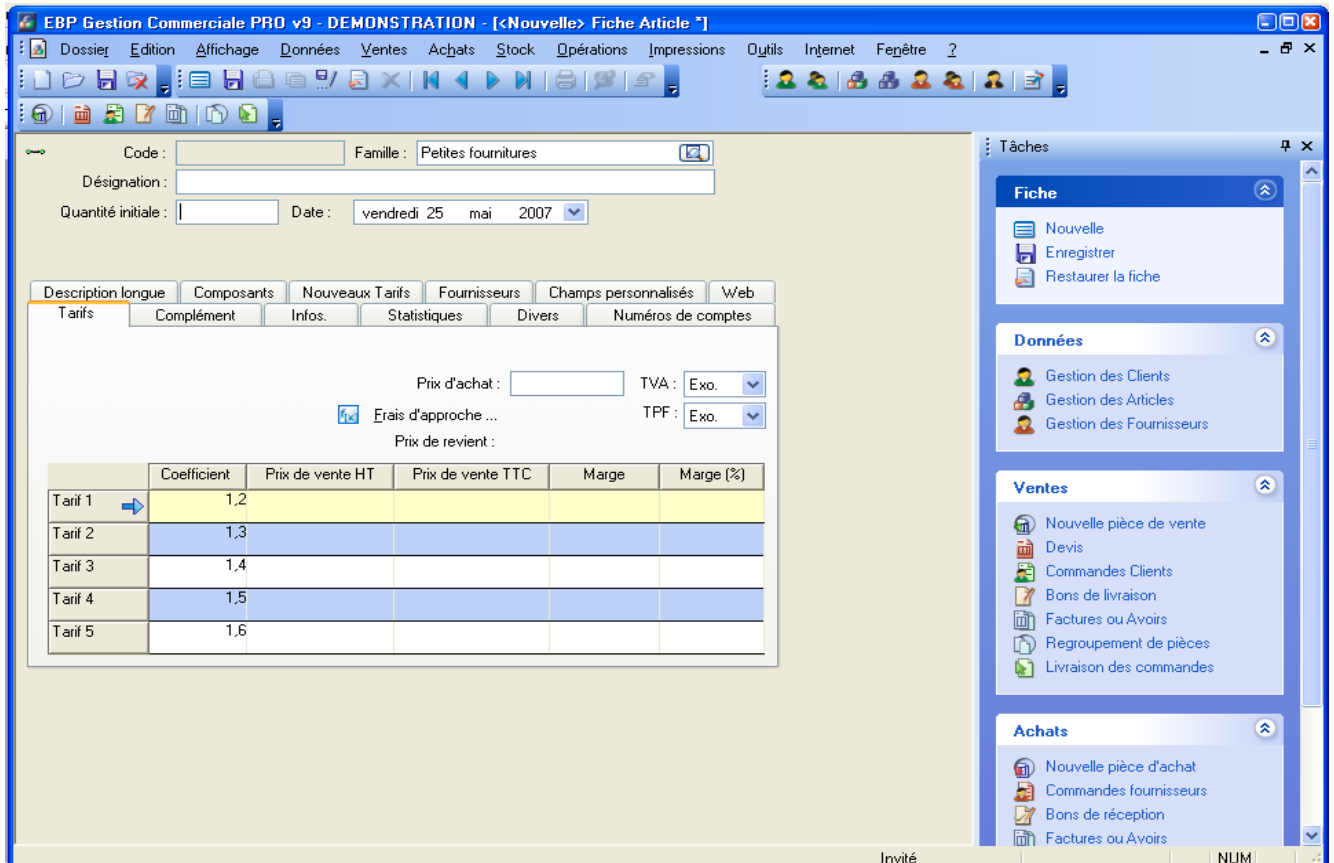 EBP Gestion Commerciale PRO v9 - DEMONSTRATION - [<Nouvelle> Fiche Article *]
Dossier Edition Affichage Données Ventes Achats Stock Opérations Impressions Outils Internet Fenêtre ?
Code : Famille : Petites fournitures
Désignation :
Quantité initiale : Date : vendredi 25 mai 2007
Description longue Composants Nouveaux Tarifs Fournisseurs Champs personnalisés Web
Tarifs Complément Infos. Statistiques Divers Numéros de comptes
Prix d'achat : TVA : Exo.
Frais d'approche ... TPF : Exo.
Prix de revient :
Coefficient Prix de vente HT Prix de vente TTC Marge Marge (%)
Tarif 1 1,2
Tarif 2 1,3
Tarif 3 1,4
Tarif 4 1,5
Tarif 5 1,6
Tâches
Fiche
Nouvelle
Enregistrer
Restaurer la fiche
Données
Gestion des Clients
Gestion des Articles
Gestion des Fournisseurs
Ventes
Nouvelle pièce de vente
Devis
Commandes Clients
Bons de livraison
Factures ou Avoirs
Regroupement de pièces
Livraison des commandes
Achats
Nouvelle pièce d'achat
Commandes fournisseurs
Bons de réception
Factures ou Avoirs
Invité NUM